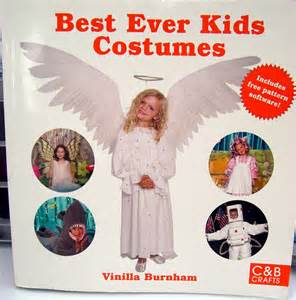 Best Ever Kids
Costumes
Includes
free pattern
software!
Vinilla Burnham
C&B
CRAFTS